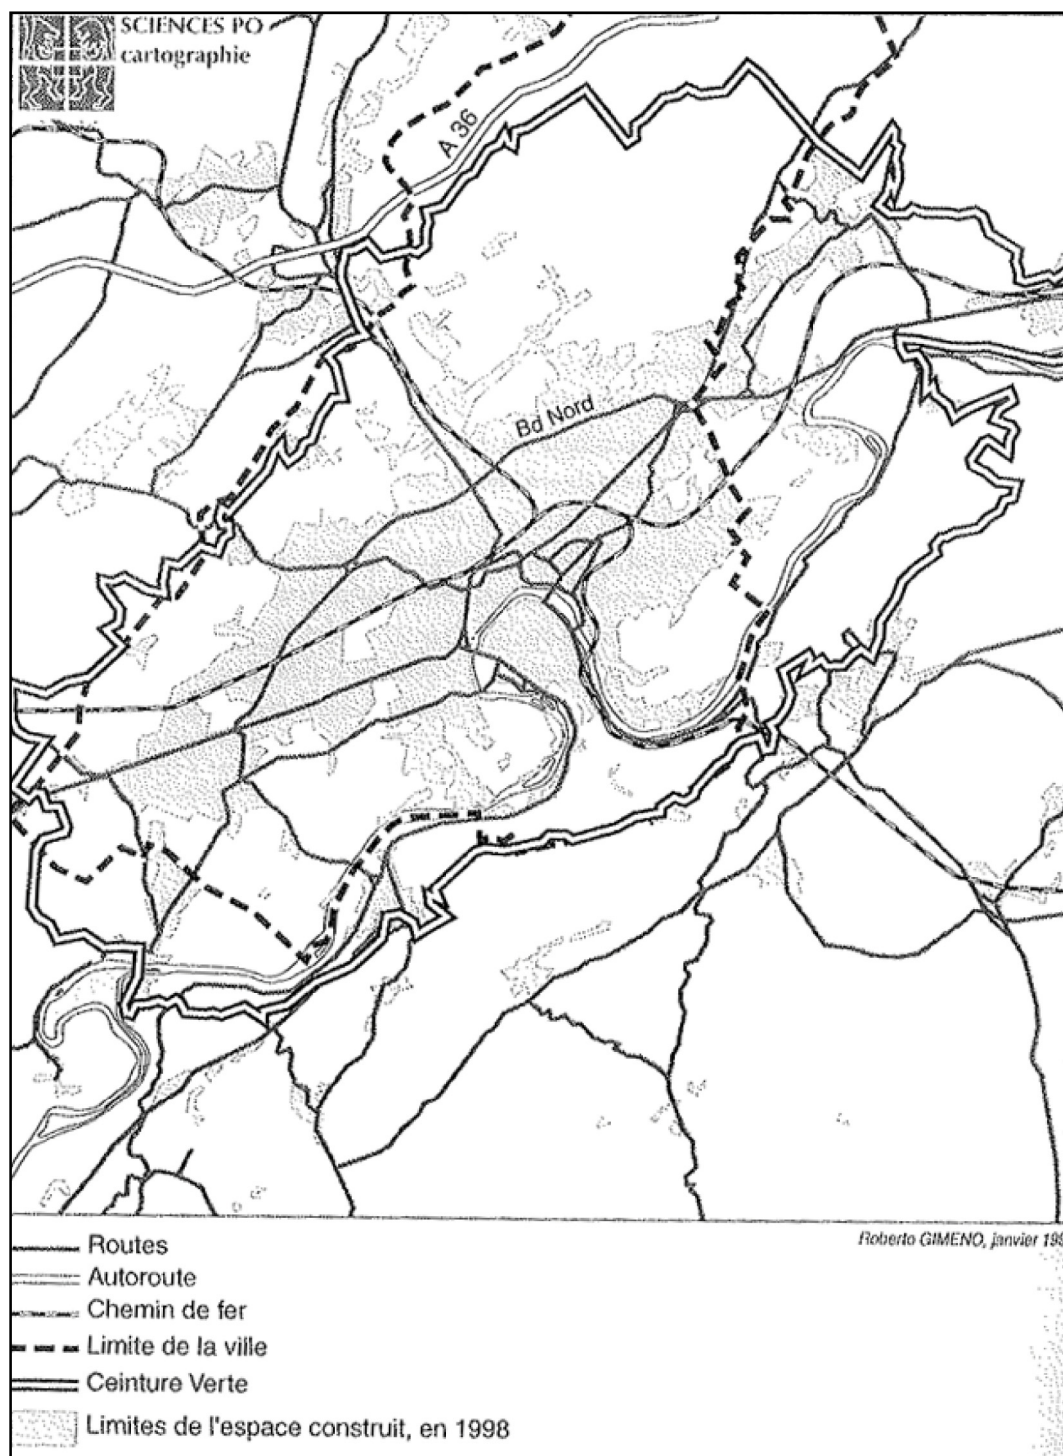 SCIENCES PO
cartographie
A 36
Bd Nord
Roberto GIMENO, janvier
Routes
Autoroute
Chemin de fer
Limite de la ville
Ceinture Verte
Limites de l'espace construit, en 1998